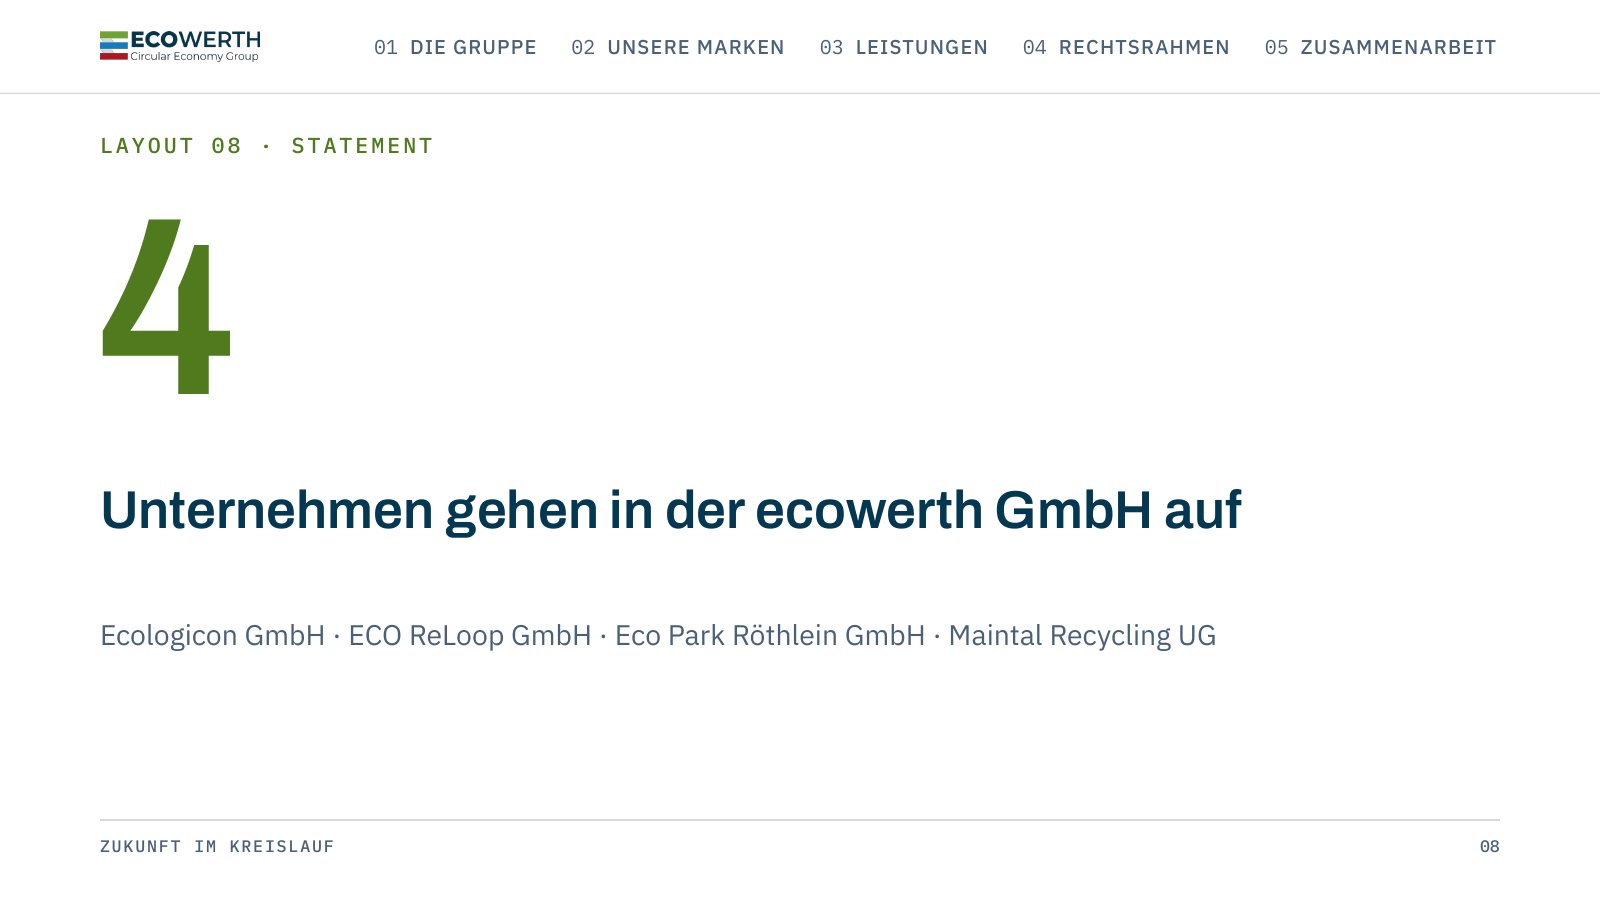 ECOWERTH
Circular Economy Group
01 DIE GRUPPE 02 UNSERE MARKEN 03 LEISTUNGEN 04 RECHTSRAHMEN 05 ZUSAMMENARBEIT
LAYOUT 08 · STATEMENT
4
Unternehmen gehen in der ecowerth GmbH auf
Ecologicon GmbH · ECO ReLoop GmbH · Eco Park Röthlein GmbH · Maintal Recycling UG
ZUKUNFT IM KREISLAUF 08